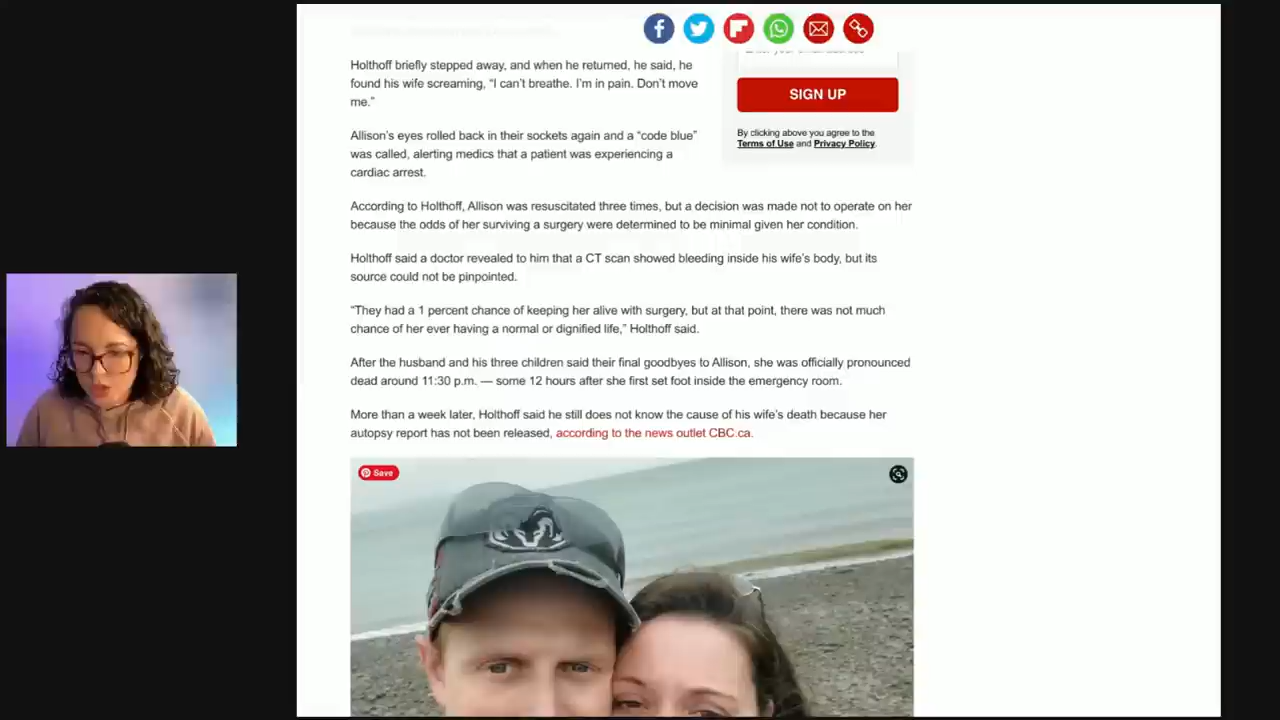 Holthoff briefly stepped away, and when he returned, he said, he
found his wife screaming, “I can’t breathe. I’m in pain. Don’t move
me.”
SIGN UP
By clicking above you agree to the
Terms of Use and Privacy Policy.
Allison’s eyes rolled back in their sockets again and a “code blue”
was called, alerting medics that a patient was experiencing a
cardiac arrest.
According to Holthoff, Allison was resuscitated three times, but a decision was made not to operate on her
because the odds of her surviving a surgery were determined to be minimal given her condition.
Holthoff said a doctor revealed to him that a CT scan showed bleeding inside his wife’s body, but its
source could not be pinpointed.
“They had a 1 percent chance of keeping her alive with surgery, but at that point, there was not much
chance of her ever having a normal or dignified life,” Holthoff said.
After the husband and his three children said their final goodbyes to Allison, she was officially pronounced
dead around 11:30 p.m. — some 12 hours after she first set foot inside the emergency room.
More than a week later, Holthoff said he still does not know the cause of his wife’s death because her
autopsy report has not been released, according to the news outlet CBC.ca.
Save